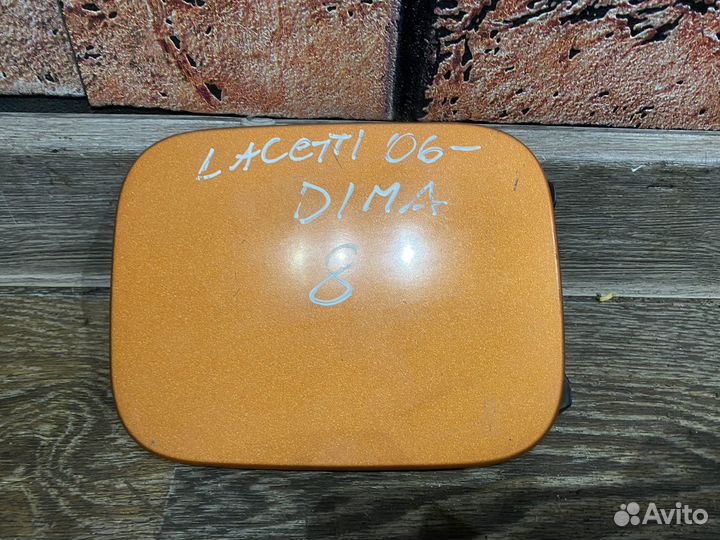 LACETTI '06-
DIMA
8
Avito